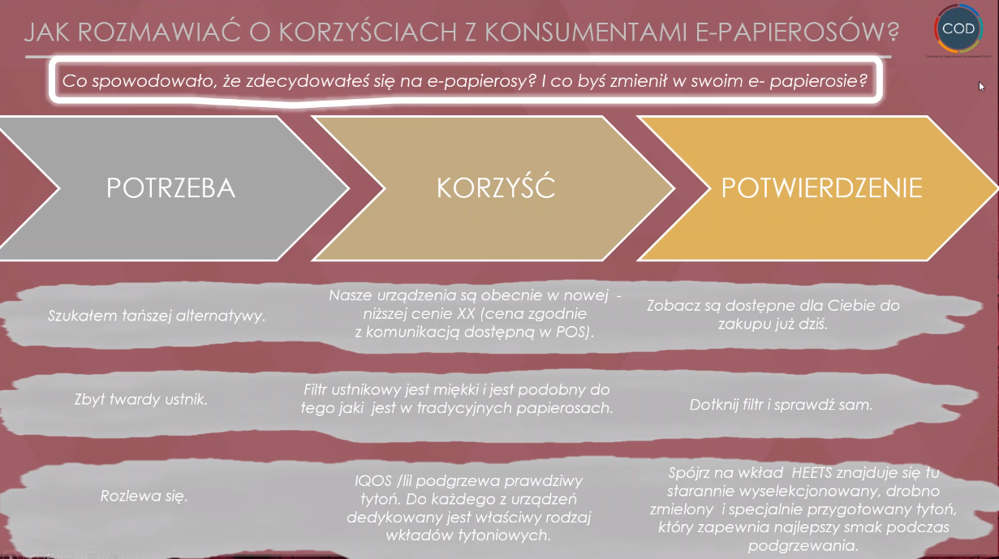 JAK ROZMAWIAĆ O KORZYŚCIACH Z KONSUMENTAMI E-PAPIEROSÓW?
COD
Co spowodowało, że zdecydowałeś się na e-papierosy? I co byś zmienił w swoim e- papierosie?
POTRZEBA
KORZYŚĆ
POTWIERDZENIE
Szukałem tańszej alternatywy.
Nasze urządzenia są obecnie w nowej -
niższej cenie XX (cena zgodnie
z komunikacją dostępną w POS).
Zobacz są dostępne dla Ciebie do
zakupu już dziś.
Zbyt twardy ustnik.
Filtr ustnikowy jest miękki i jest podobny do
tego jaki jest w tradycyjnych papierosach.
Dotknij filtr i sprawdź sam.
Rozlewa się.
IQOS /lil podgrzewa prawdziwy
tytoń. Do każdego z urządzeń
dedykowany jest właściwy rodzaj
wkładów tytoniowych.
Spójrz na wkład HEETS znajduje się tu
starannie wyselekcjonowany, drobno
zmielony i specjalnie przygotowany tytoń,
który zapewnia najlepszy smak podczas
podgrzewania.